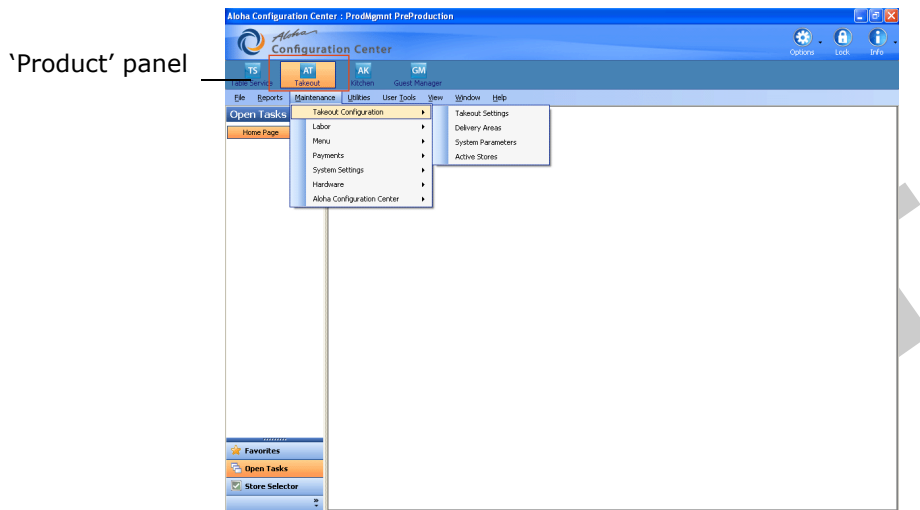 Aloha Configuration Center : ProdMgmnt PreProduction
Aloha
Configuration Center
Options Lock Info
'Product' panel
TS AT AK GM
Table Service Takeout Kitchen Guest Manager
File Reports Maintenance Utilities User Tools View Window Help
Open Tasks
Home Page
Takeout Configuration
Labor
Menu
Payments
System Settings
Hardware
Aloha Configuration Center
Takeout Settings
Delivery Areas
System Parameters
Active Stores
Favorites
Open Tasks
Store Selector